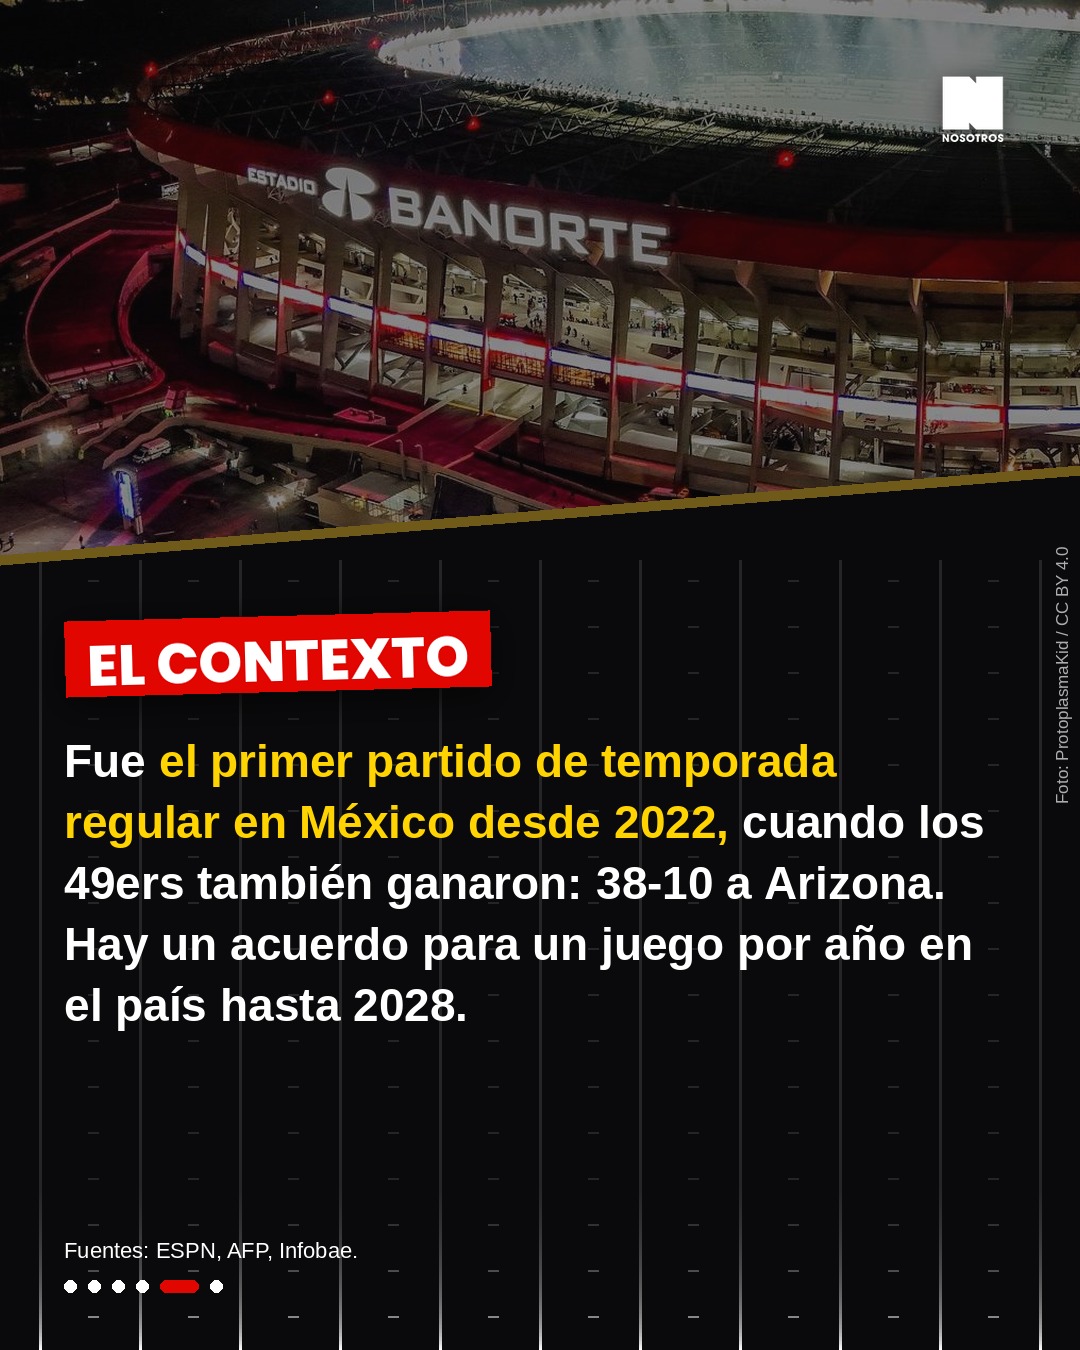 NOSOTROS
ESTADIO BANORTE
Foto: ProtoplasmaKid / CC BY 4.0
EL CONTEXTO
Fue el primer partido de temporada
regular en México desde 2022, cuando los
49ers también ganaron: 38-10 a Arizona.
Hay un acuerdo para un juego por año en
el país hasta 2028.
Fuentes: ESPN, AFP, Infobae.